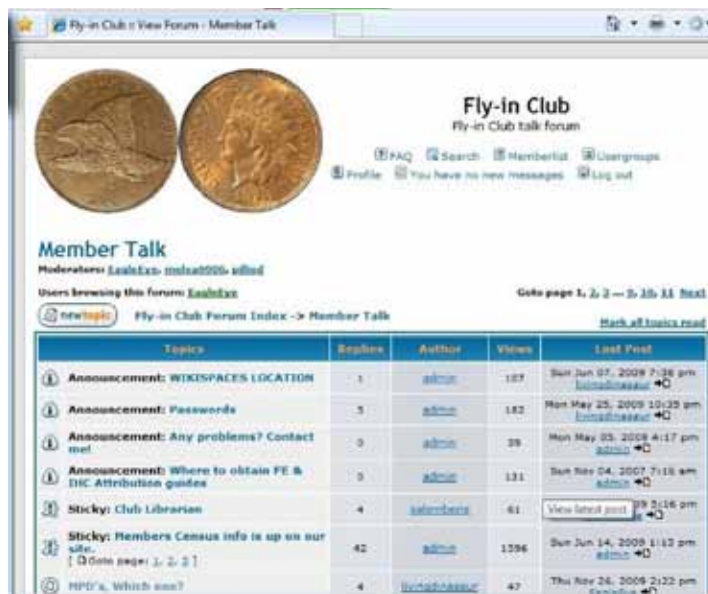 Fly-in Club :: View Forum - Member Talk
Fly-in Club
Fly-in Club talk forum
FAQ Search Memberlist Usergroups
Profile You have no new messages Log out
Member Talk
Moderators: EagleEye,
Users browsing this forum: EagleEye
Goto page 1, 2, 3 ... 9, 10, 11 Next
newtopic Fly-in Club Forum Index -> Member Talk
Mark all topics read
Topics Replies Author Views Last Post
Announcement: WIKISPACES LOCATION 1 admin 107 Sun Jun 07, 2009 7:38 pm
livingdinosaur
Announcement: Passwords admin 182 Mon May 25, 2009 10:35 pm
livingdinosaur
Announcement: Any problems? Contact me! 0 admin 39 Mon May 05, 2008 4:17 pm
admin
Announcement: Where to obtain FE & IHC Attribution guides 0 admin 131 Sun Nov 04, 2007 7:18 am
admin
Sticky: Club Librarian 4 61 View latest post 5:16 pm
Sticky: Members Census info is up on our site. 42 admin 1396 Sun Jun 14, 2009 1:13 pm
[ Goto page: 1, 2, 3 ] admin
MPD's, Which one? 4 livingdinosaur 47 Thu Nov 26, 2009 2:22 pm
EagleEye